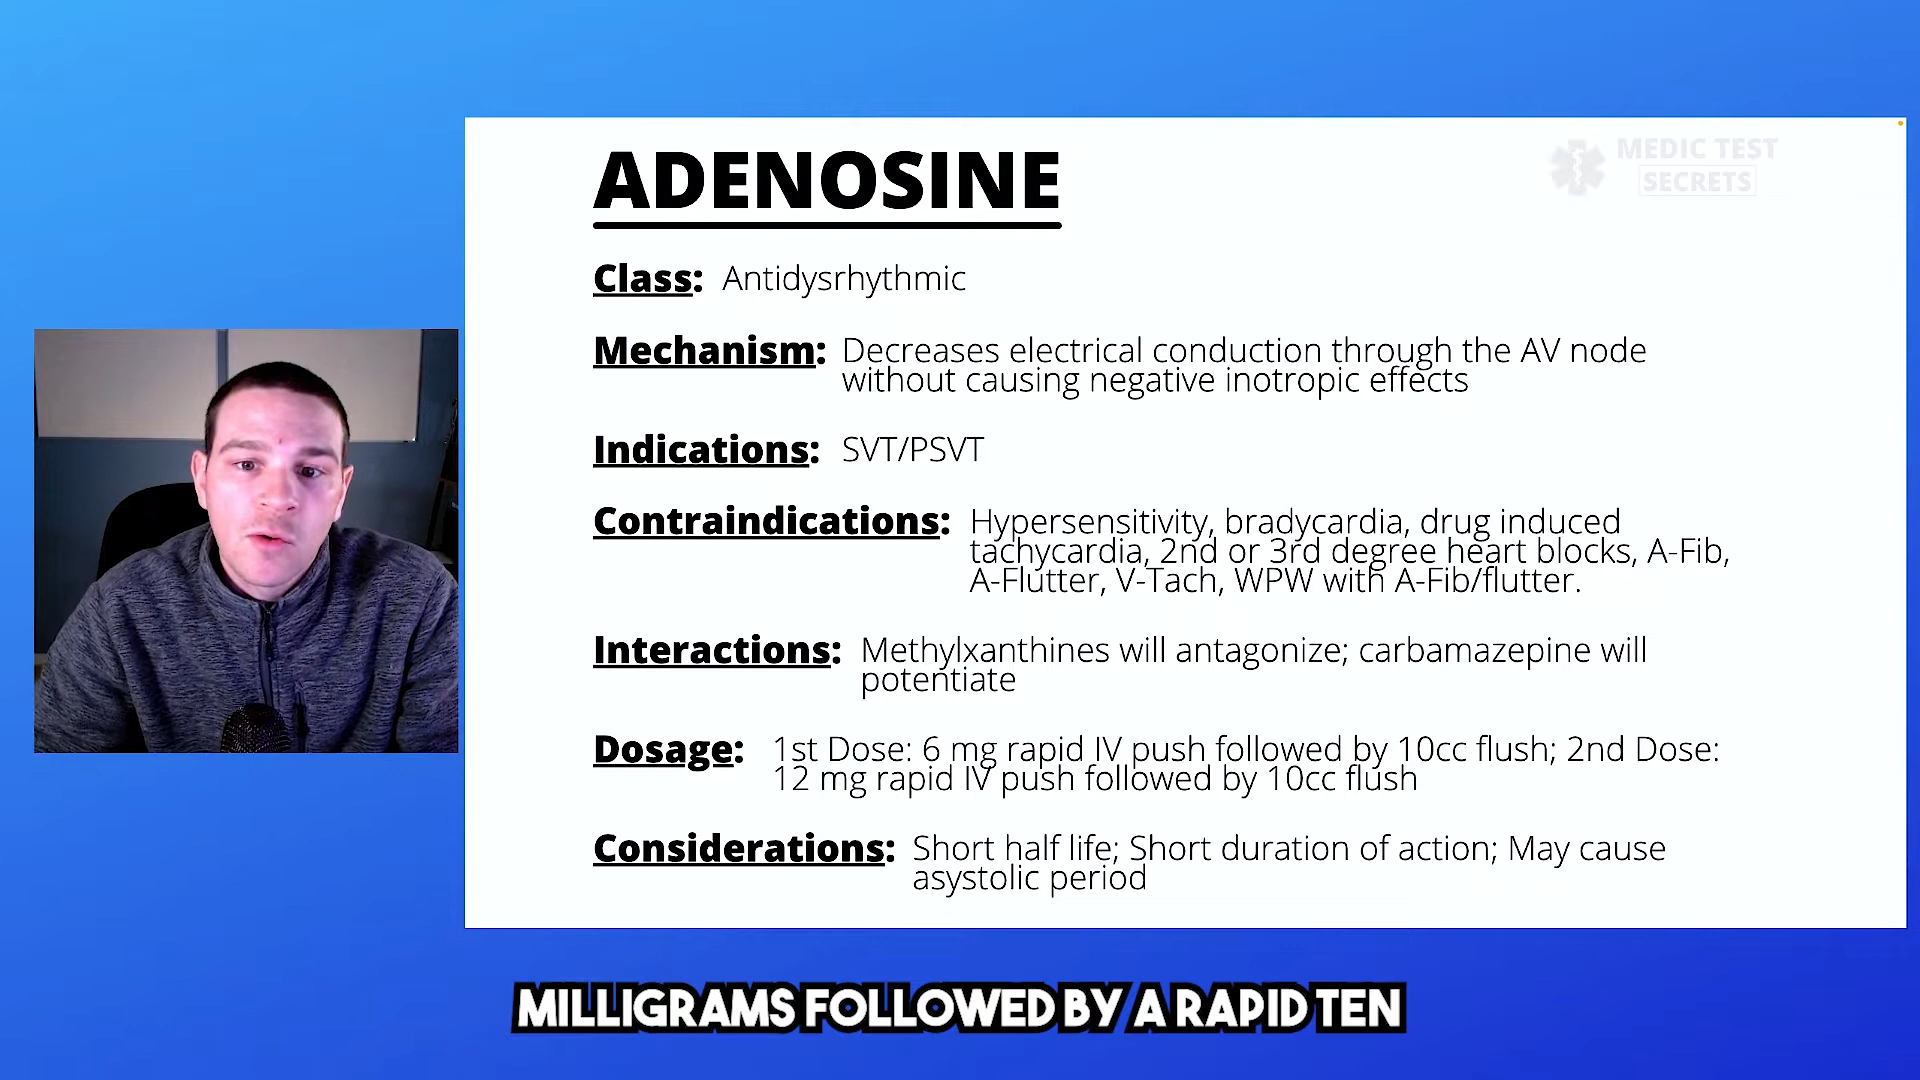 MEDIC TEST
SECRETS
ADENOSINE
Class: Antidysrhythmic
Mechanism: Decreases electrical conduction through the AV node
without causing negative inotropic effects
Indications: SVT/PSVT
Contraindications: Hypersensitivity, bradycardia, drug induced
tachycardia, 2nd or 3rd degree heart blocks, A-Fib,
A-Flutter, V-Tach, WPW with A-Fib/flutter.
Interactions: Methylxanthines will antagonize; carbamazepine will
potentiate
Dosage: 1st Dose: 6 mg rapid IV push followed by 10cc flush; 2nd Dose:
12 mg rapid IV push followed by 10cc flush
Considerations: Short half life; Short duration of action; May cause
asystolic period
MILLIGRAMS FOLLOWED BY A RAPID TEN